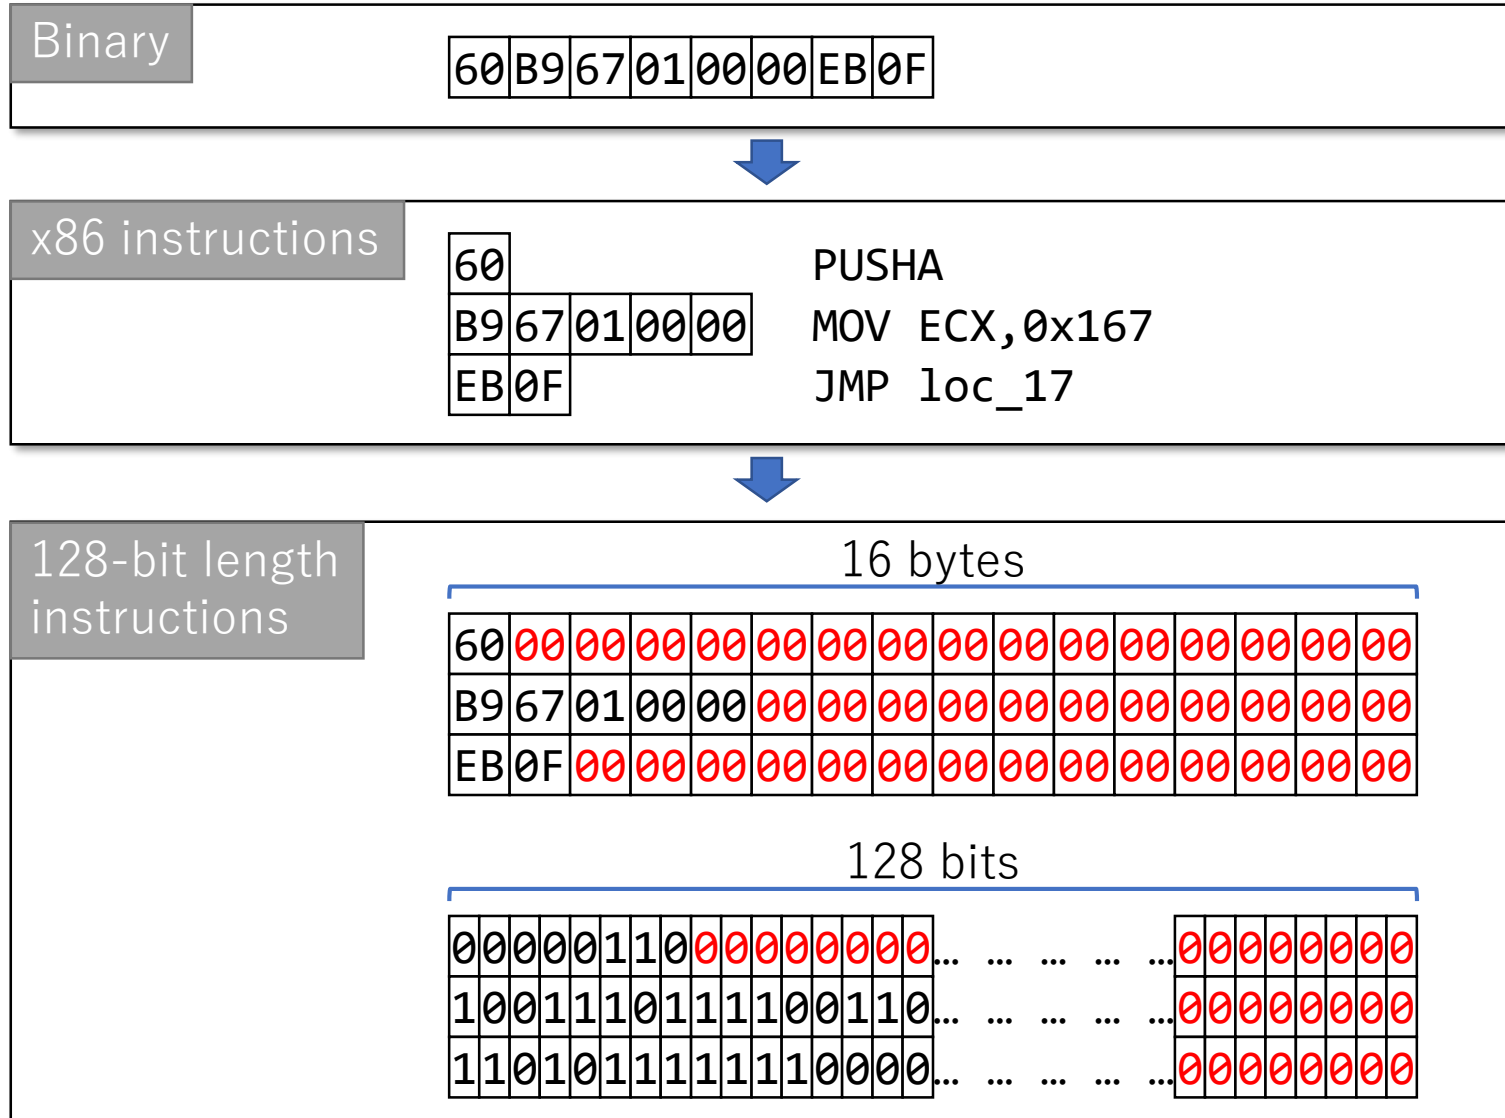 Binary
60 B9 67 01 00 00 EB 0F
x86 instructions
60 PUSHA
B9 67 01 00 00 MOV ECX,0x167
EB 0F JMP loc_17
128-bit length
instructions
16 bytes
60 00 00 00 00 00 00 00 00 00 00 00 00 00 00 00
B9 67 01 00 00 00 00 00 00 00 00 00 00 00 00 00
EB 0F 00 00 00 00 00 00 00 00 00 00 00 00 00 00
128 bits
0 0 0 0 0 1 1 0 0 0 0 0 0 0 0 0 … … … … … 0 0 0 0 0 0 0 0
1 0 0 1 1 1 0 1 1 1 1 0 0 1 1 0 … … … … … 0 0 0 0 0 0 0 0
1 1 0 1 0 1 1 1 1 1 1 1 0 0 0 0 … … … … … 0 0 0 0 0 0 0 0